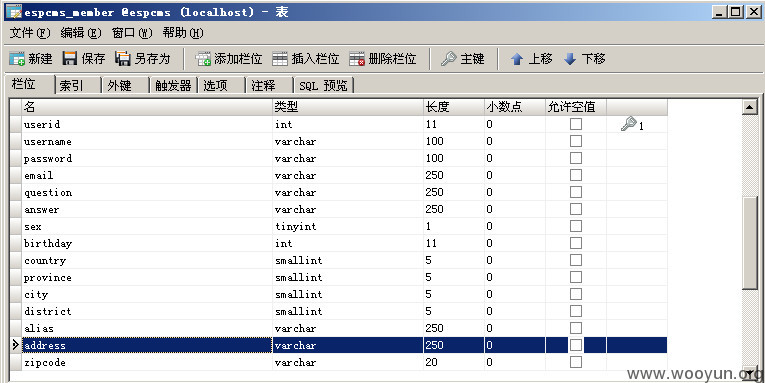 espcms_member @espcms (localhost) - 表
文件(F) 编辑(E) 窗口(W) 帮助(H)
新建 保存 另存为 添加栏位 插入栏位 删除栏位 主键 上移 下移
栏位 索引 外键 触发器 选项 注释 SQL 预览
名 类型 长度 小数点 允许空值
userid int 11 0 1
username varchar 100 0
password varchar 100 0
email varchar 250 0
question varchar 250 0
answer varchar 250 0
sex tinyint 1 0
birthday int 11 0
country smallint 5 0
province smallint 5 0
city smallint 5 0
district smallint 5 0
alias varchar 250 0
address varchar 250 0
zipcode varchar 20 0
www.wooyun.org